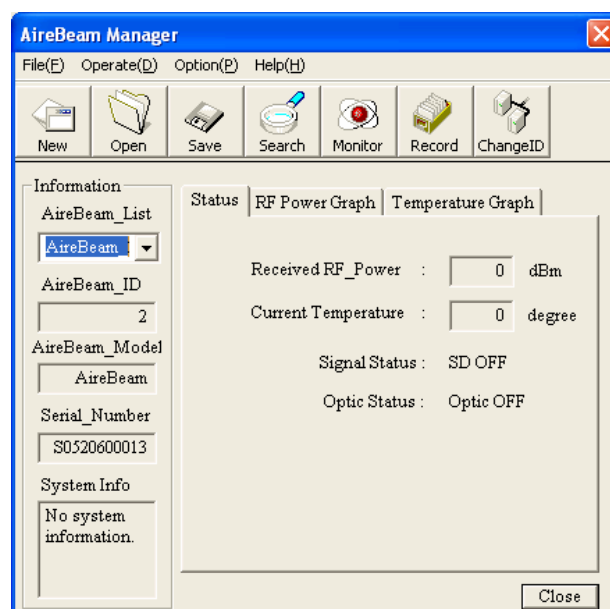 AireBeam Manager
File(F) Operate(D) Option(P) Help(H)
New Open Save Search Monitor Record ChangeID
Information
AireBeam_List
AireBeam_
AireBeam_ID
2
AireBeam_Model
AireBeam
Serial_Number
S0520600013
System Info
No system
information.
Status RF Power Graph Temperature Graph
Received RF_Power : 0 dBm
Current Temperature : 0 degree
Signal Status : SD OFF
Optic Status : Optic OFF
Close